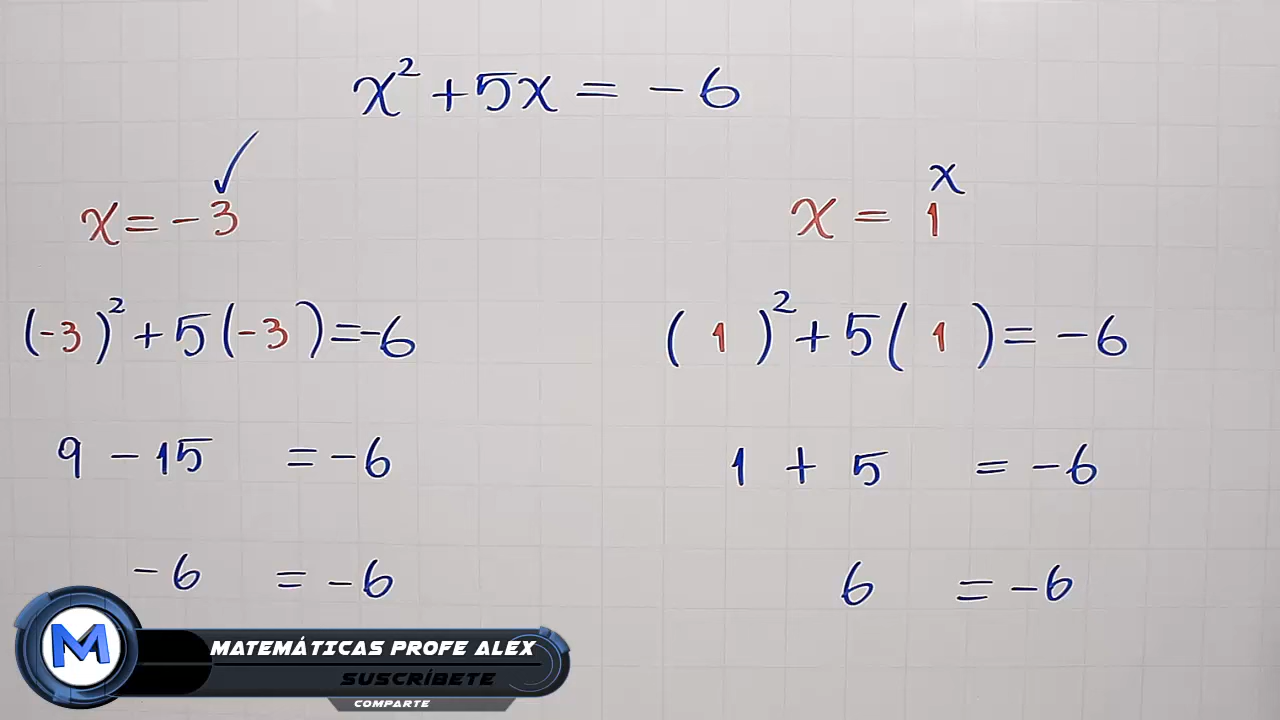 x² + 5x = -6
x = -3 ✓
(-3)² + 5(-3) = -6
9 - 15 = -6
-6 = -6
x
x = 1
(1)² + 5(1) = -6
1 + 5 = -6
6 = -6
M
MATEMÁTICAS PROFE ALEX
SUSCRÍBETE
COMPARTE